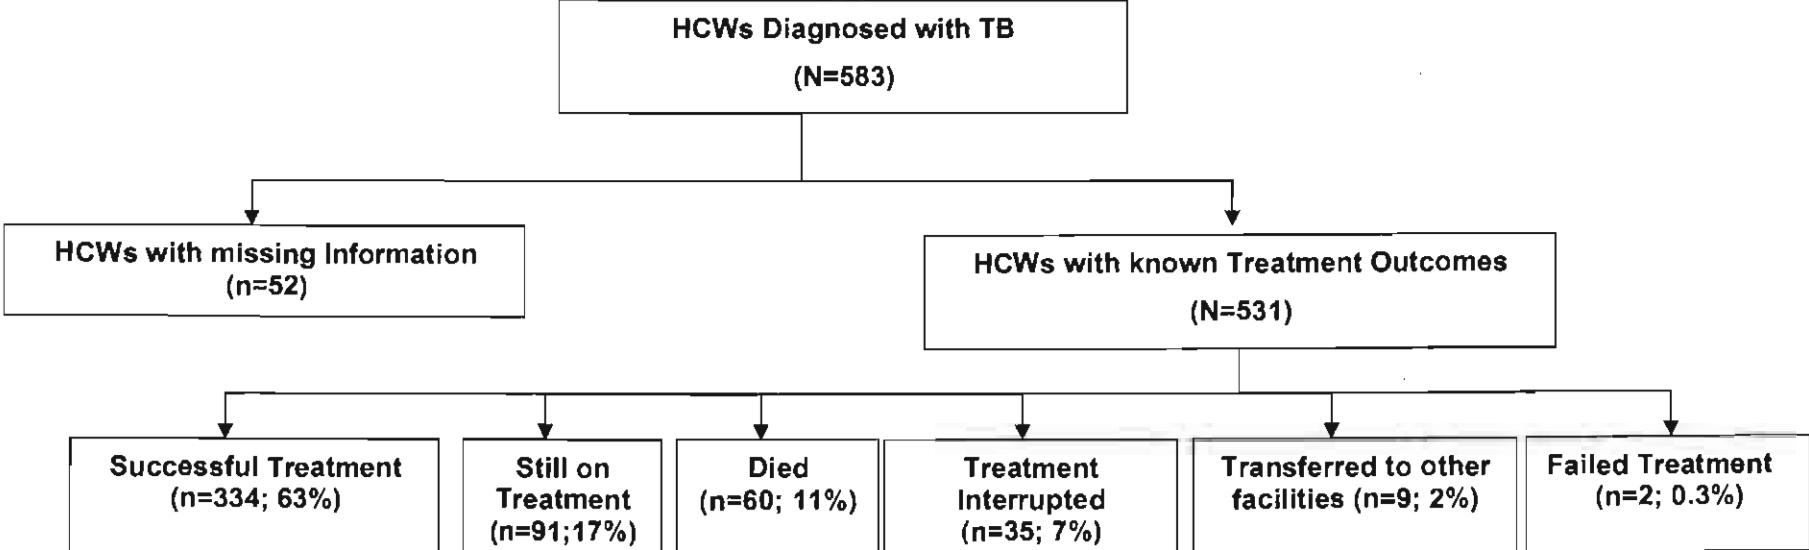 HCWs Diagnosed with TB
(N=583)
HCWs with missing Information
(n=52)
HCWs with known Treatment Outcomes
(N=531)
Successful Treatment
(n=334; 63%)
Still on
Treatment
(n=91;17%)
Died
(n=60; 11%)
Treatment
Interrupted
(n=35; 7%)
Transferred to other
facilities (n=9; 2%)
Failed Treatment
(n=2; 0.3%)